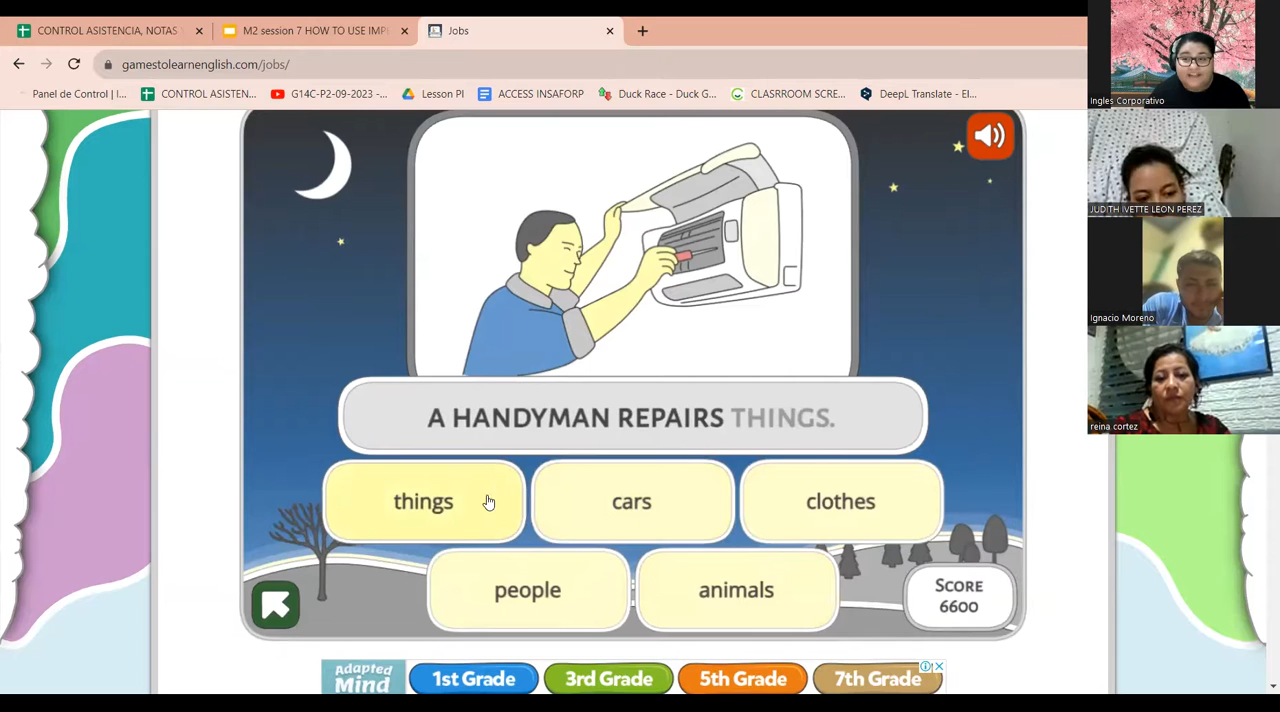 CONTROL ASISTENCIA, NOTAS
M2 session 7 HOW TO USE IMPE
Jobs
gamestolearnenglish.com/jobs/
Panel de Control | I...
CONTROL ASISTEN...
G14C-P2-09-2023 -...
Lesson PI
ACCESS INSAFORP
Duck Race - Duck G...
CLASRROOM SCRE...
DeepL Translate - El...
Ingles Corporativo
JUDITH IVETTE LEON PEREZ
Ignacio Moreno
reina cortez
A HANDYMAN REPAIRS THINGS.
things
cars
clothes
people
animals
SCORE
6600
Adapted
Mind
1st Grade
3rd Grade
5th Grade
7th Grade